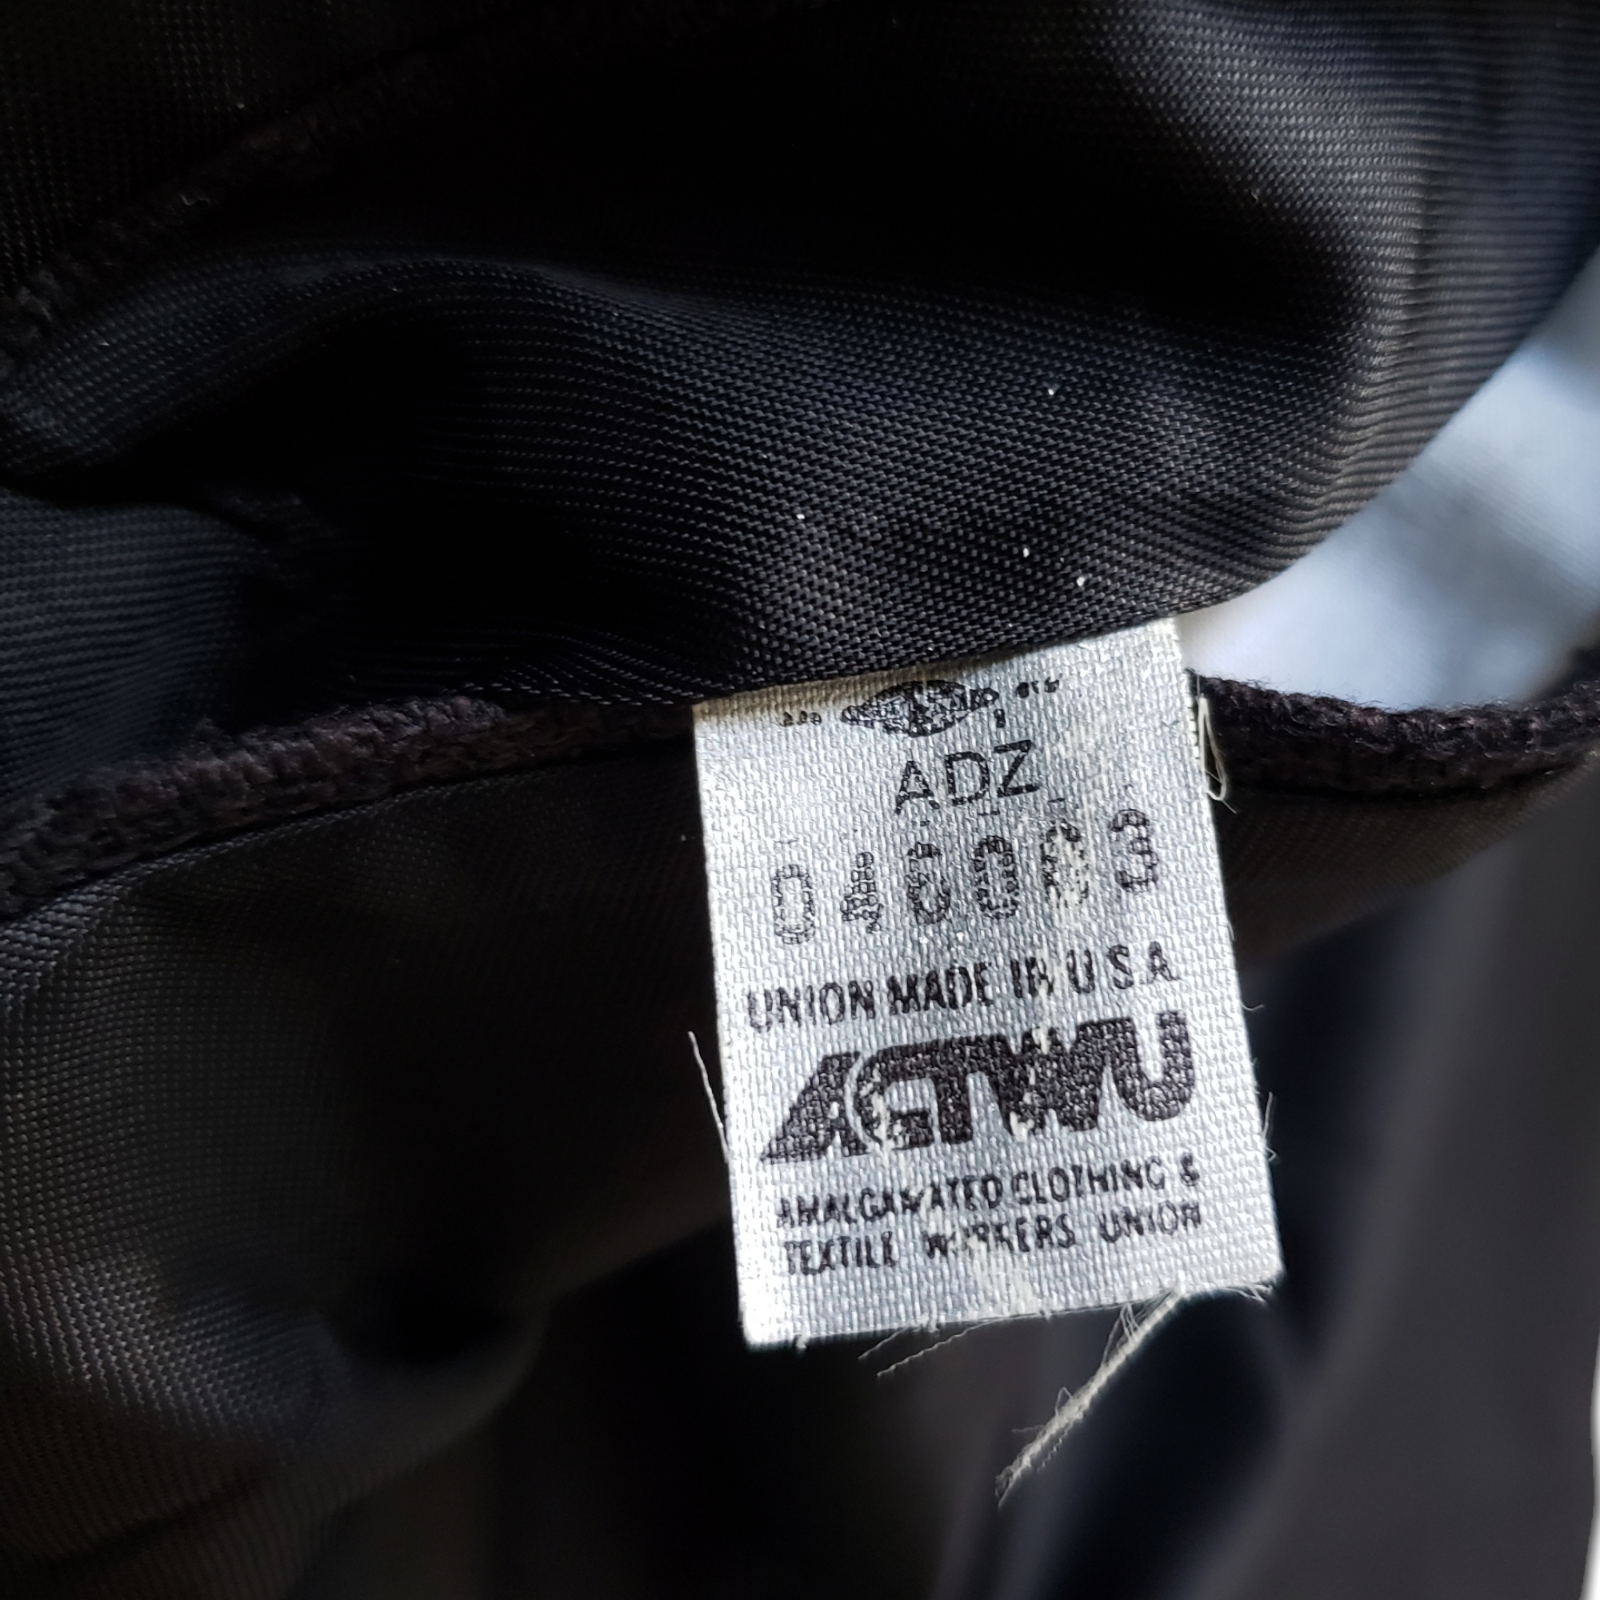 ADZ
UNION MADE IN U.S.A.
ACTWU
AMALGAMATED CLOTHING &
TEXTILE WORKERS UNION